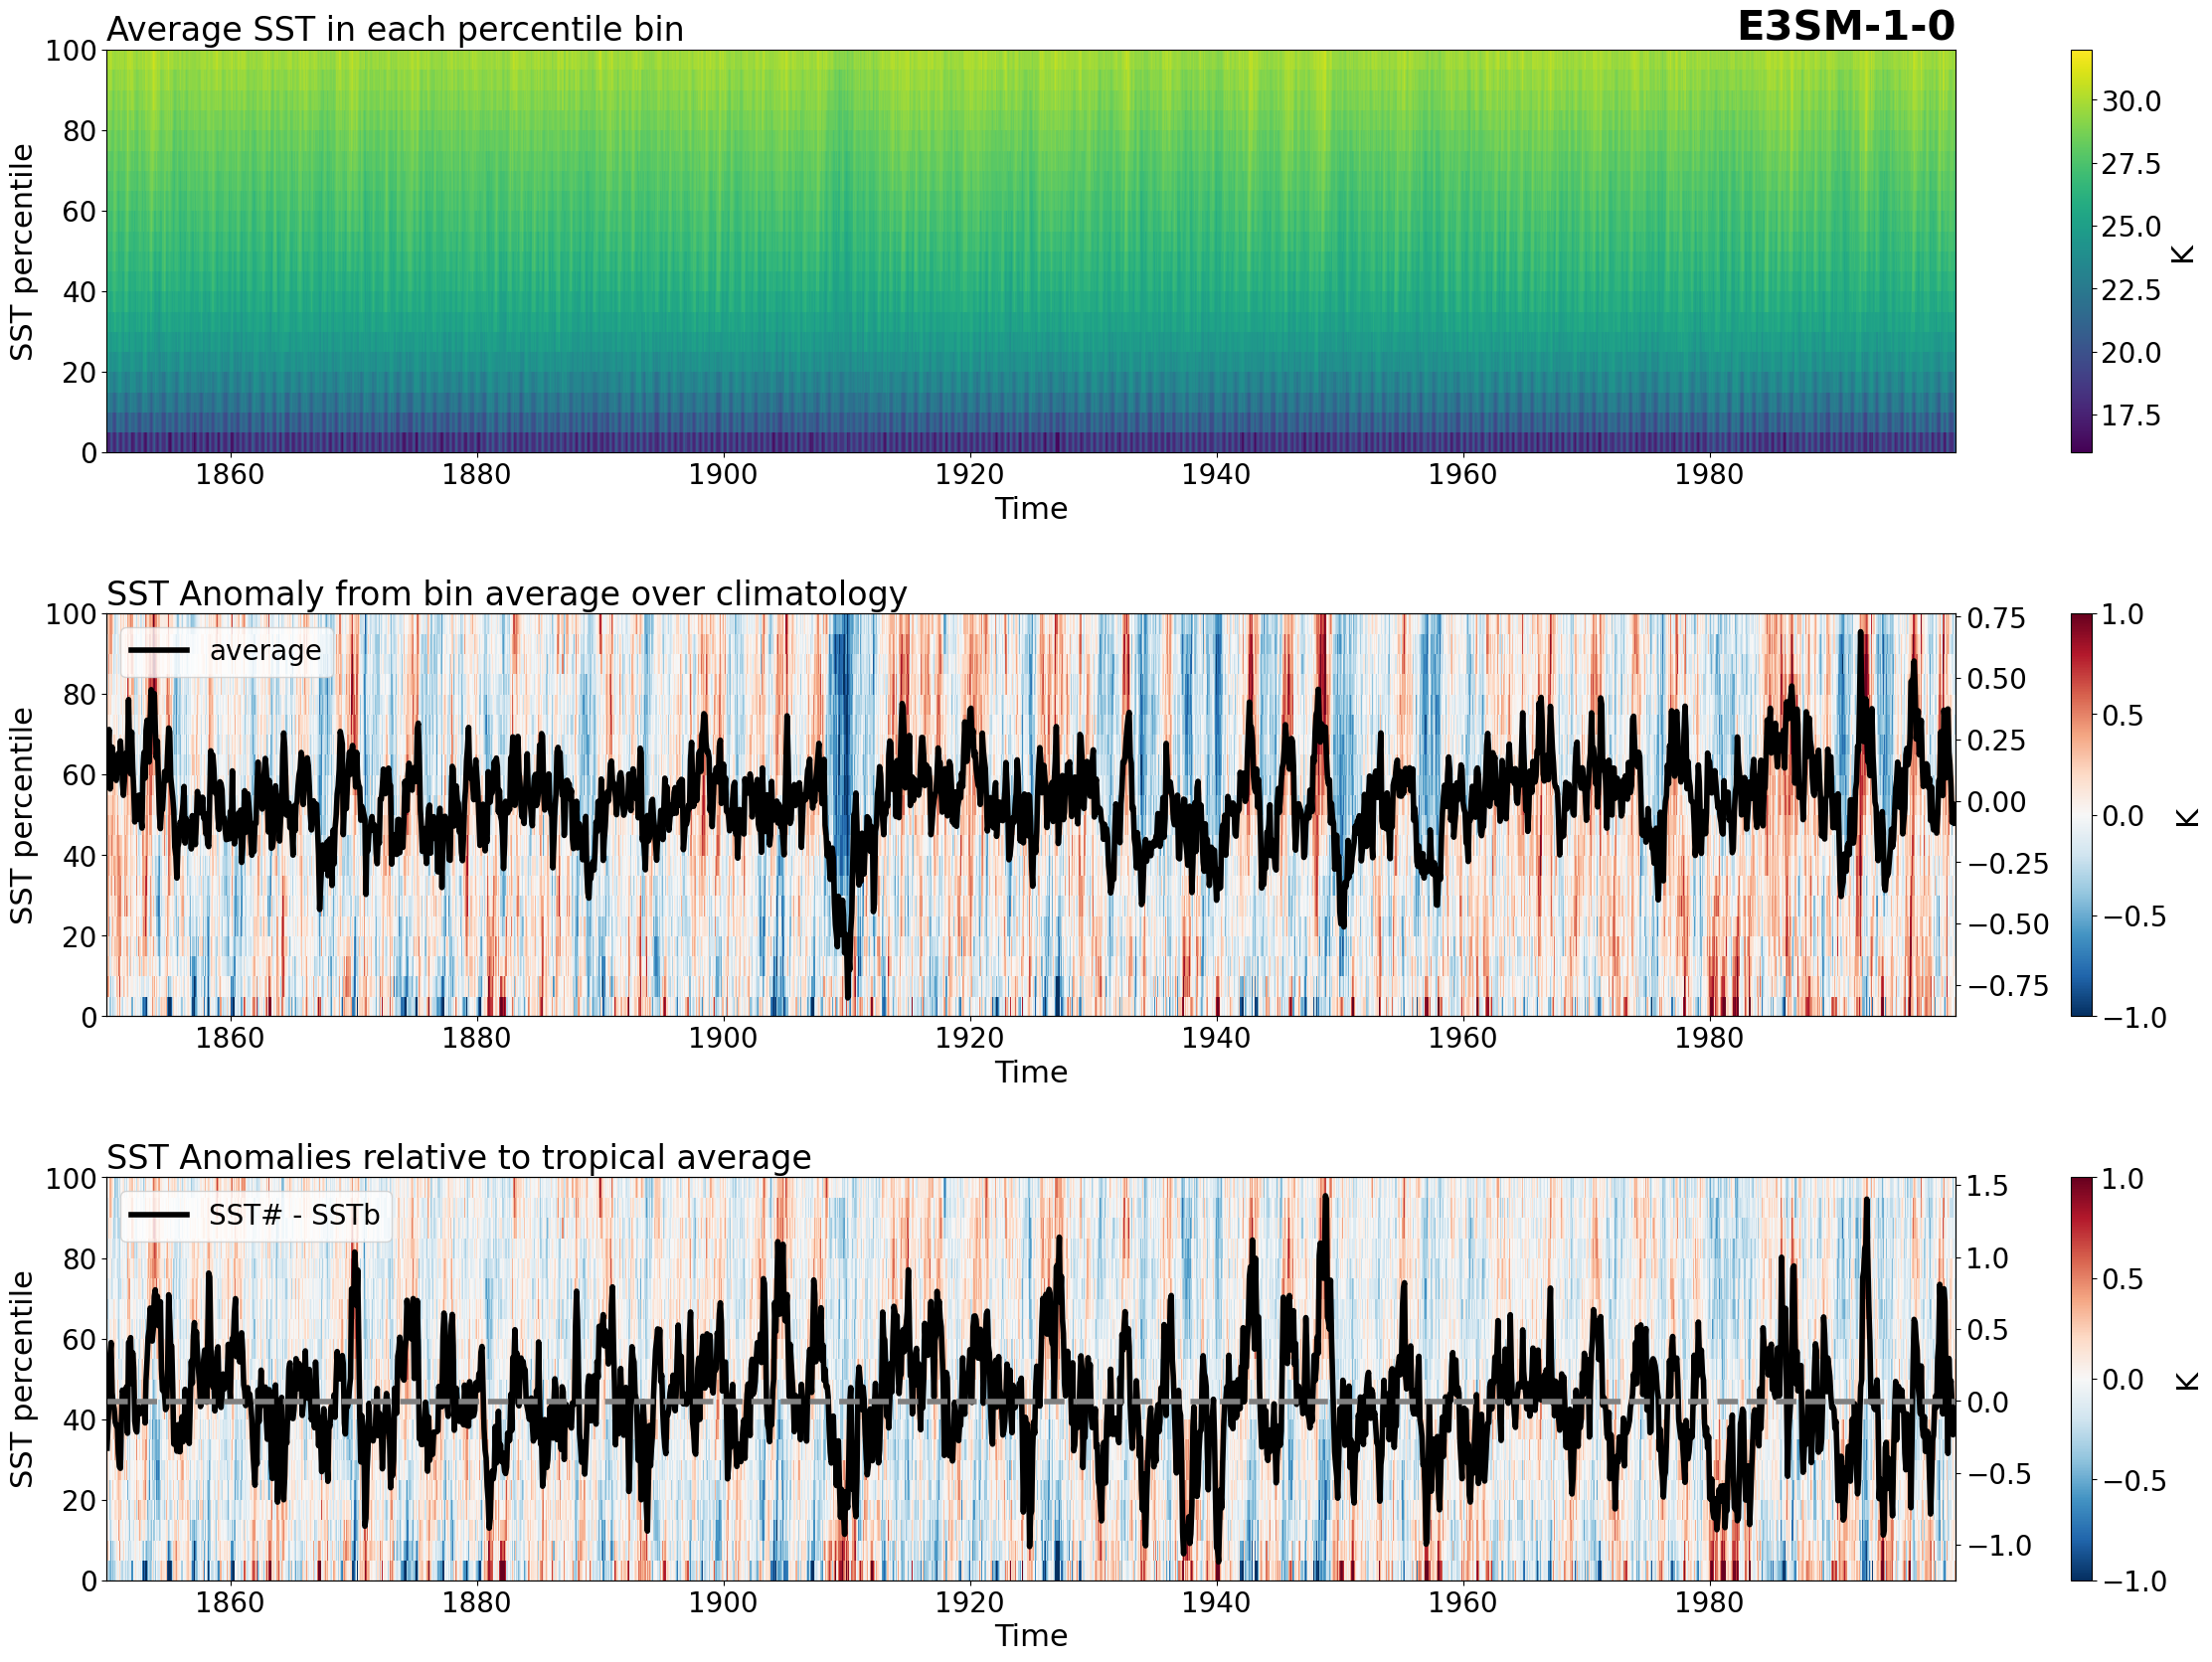 Average SST in each percentile bin
E3SM-1-0
100
80
60
40
20
0
SST percentile
1860 1880 1900 1920 1940 1960 1980
Time
30.0
27.5
25.0
22.5
20.0
17.5
K
SST Anomaly from bin average over climatology
average
100
80
60
40
20
0
SST percentile
1860 1880 1900 1920 1940 1960 1980
Time
0.75
0.50
0.25
0.00
−0.25
−0.50
−0.75
1.0
0.5
0.0
−0.5
−1.0
K
SST Anomalies relative to tropical average
SST# - SSTb
100
80
60
40
20
0
SST percentile
1860 1880 1900 1920 1940 1960 1980
Time
1.5
1.0
0.5
0.0
−0.5
−1.0
1.0
0.5
0.0
−0.5
−1.0
K